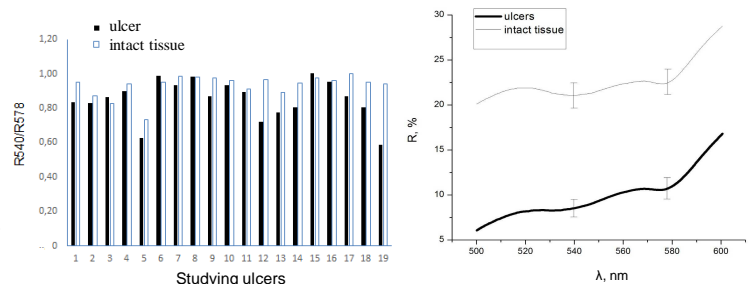 ulcer
intact tissue
1,20
1,00
0,80
0,60
0,40
0,20
0
R540/R578
1 2 3 4 5 6 7 8 9 10 11 12 13 14 15 16 17 18 19
Studying ulcers
ulcers
intact tissue
30
25
20
15
10
5
R, %
500 520 540 560 580 600
λ, nm